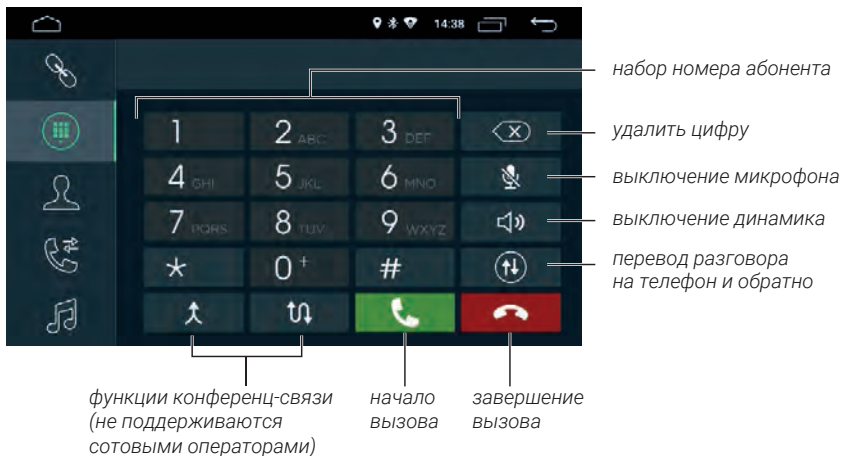 14:38
набор номера абонента
1
2 ABC
3 DEF
удалить цифру
4 GHI
5 JKL
6 MNO
выключение микрофона
7 PQRS
8 TUV
9 WXYZ
выключение динамика
*
0 +
#
перевод разговора
на телефон и обратно
функции конференц-связи
(не поддерживаются
сотовыми операторами)
начало
вызова
завершение
вызова